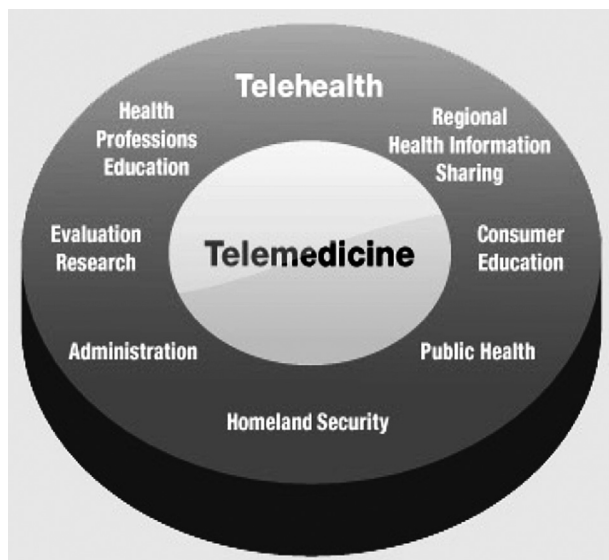 Telehealth
Health
Professions
Education
Regional
Health Information
Sharing
Evaluation
Research
Telemedicine
Consumer
Education
Administration
Public Health
Homeland Security